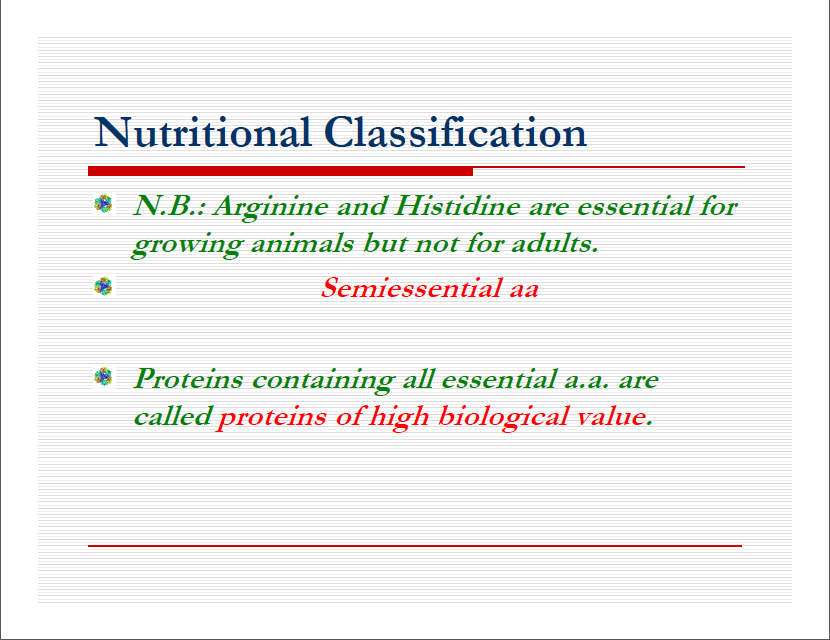 Nutritional Classification
N.B.: Arginine and Histidine are essential for
growing animals but not for adults.
Semiessential aa
Proteins containing all essential a.a. are
called proteins of high biological value.